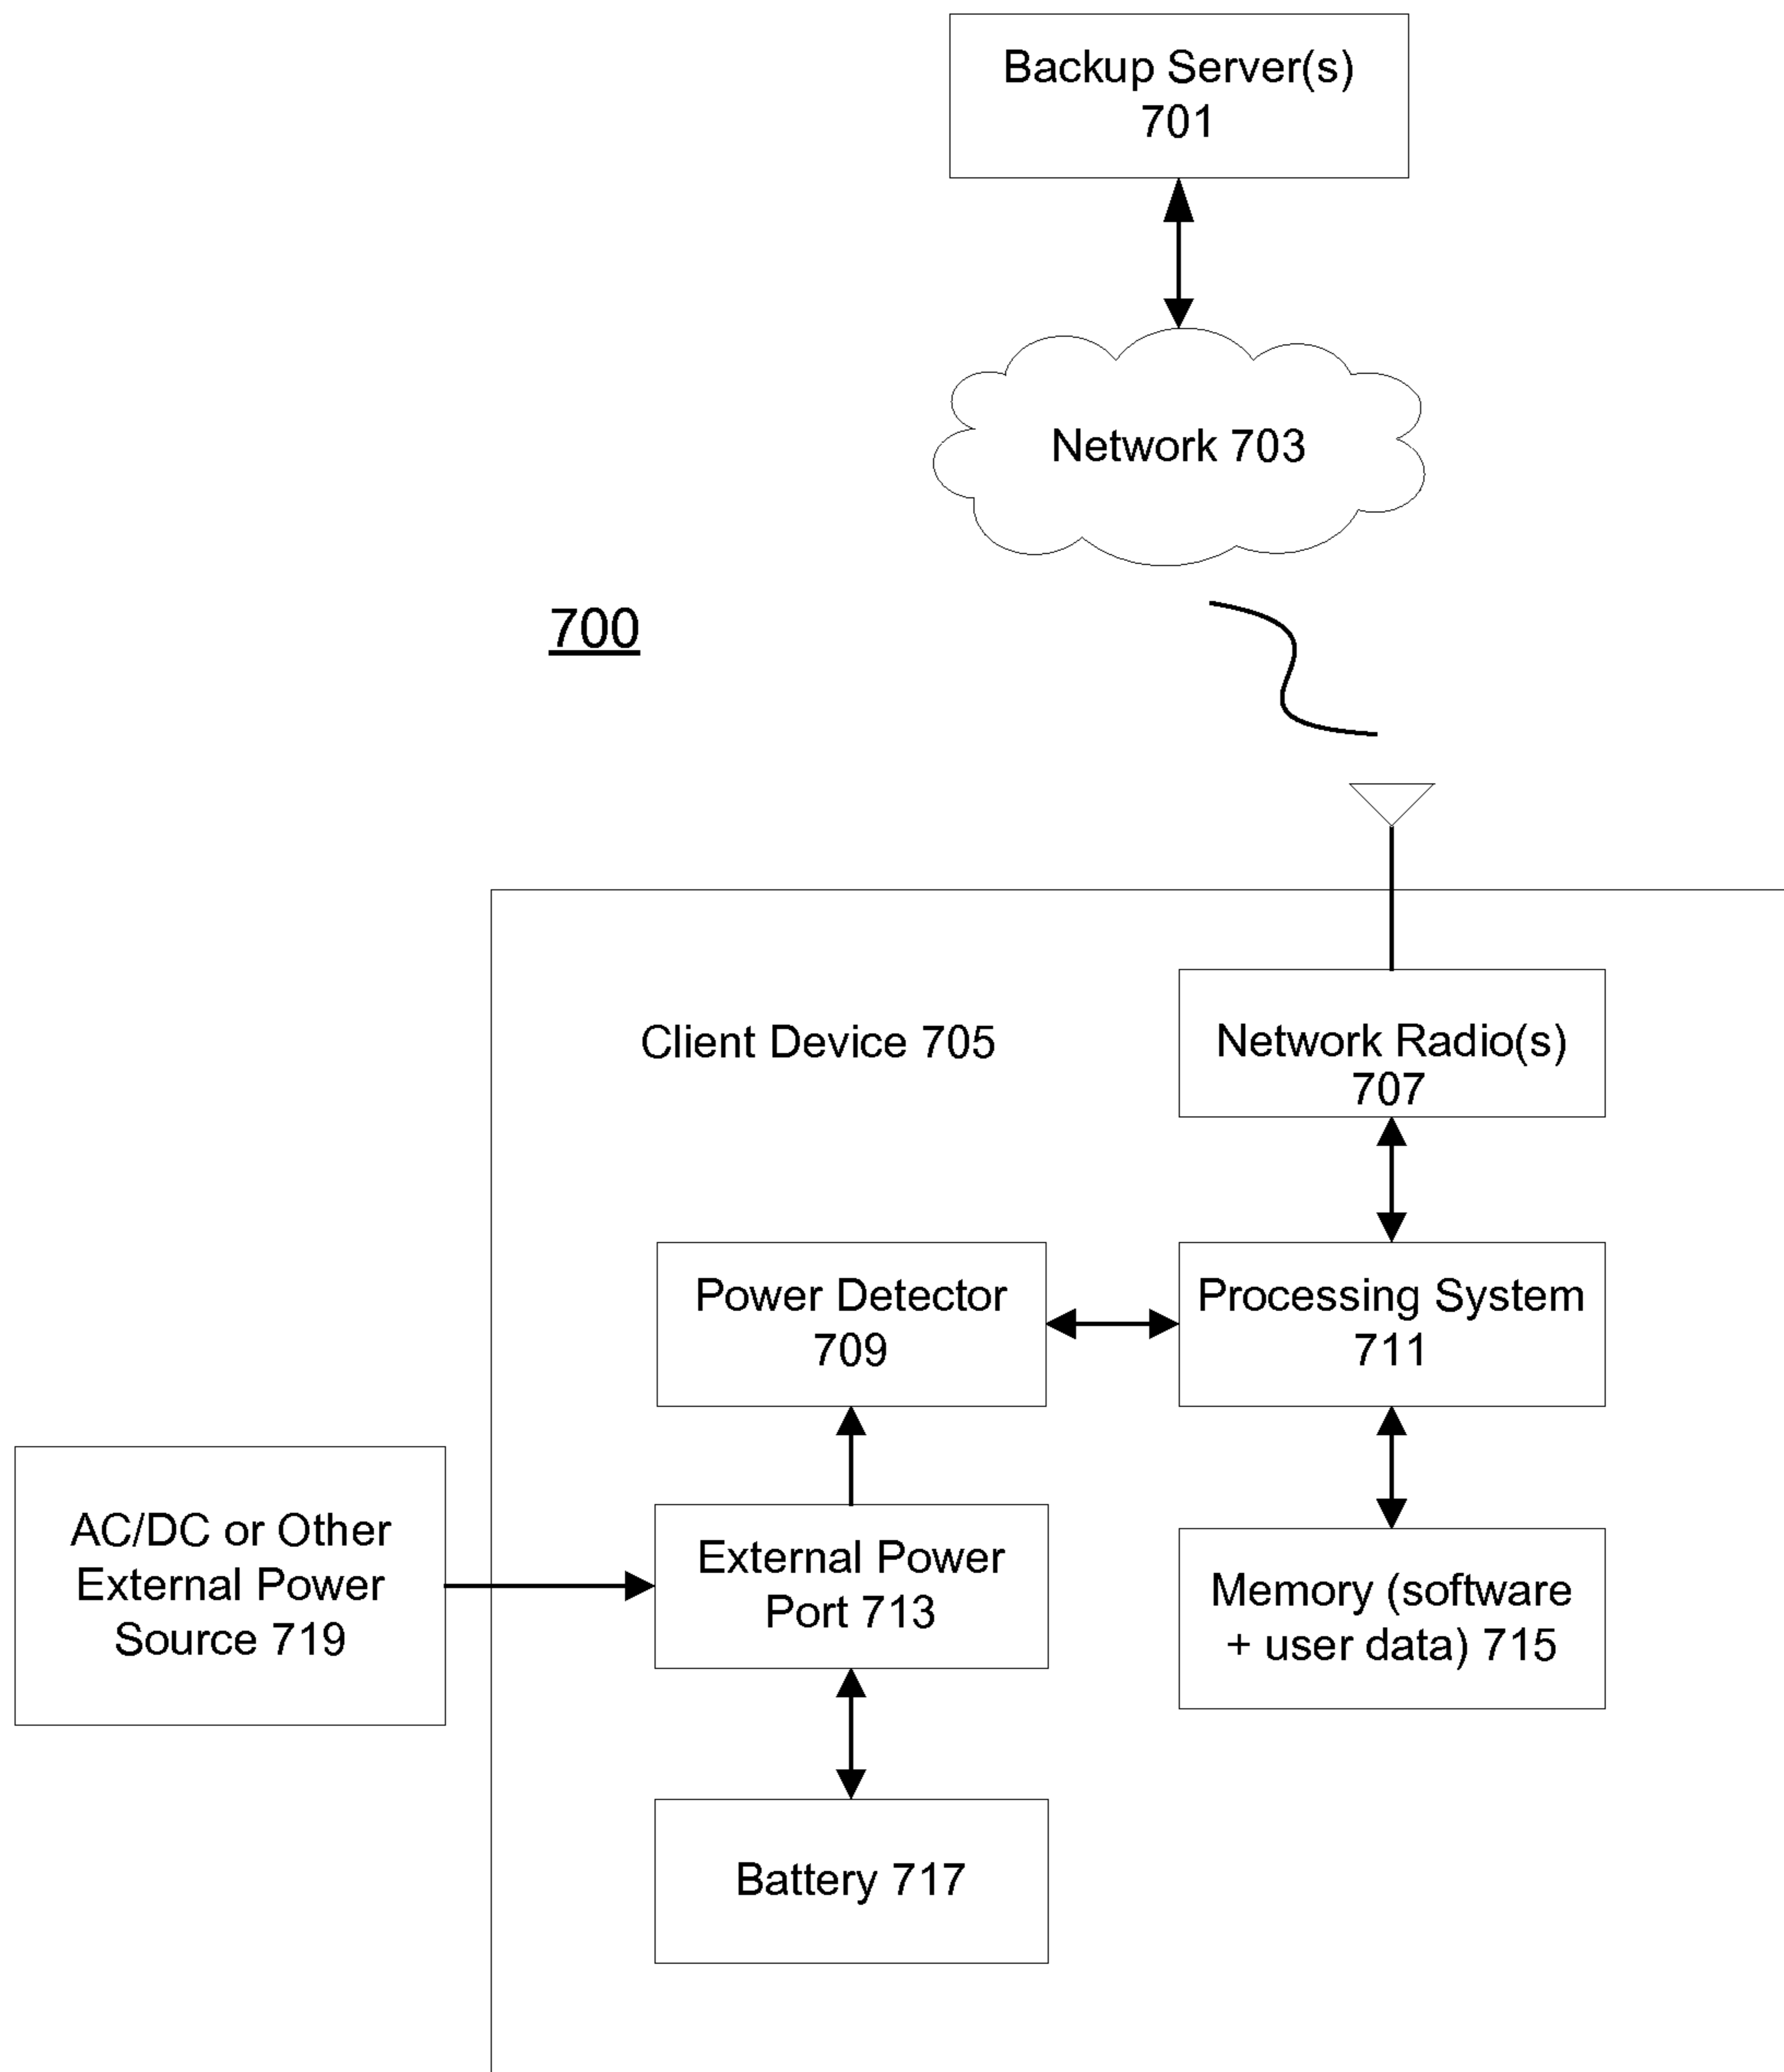 Backup Server(s)
701
Network 703
700
Client Device 705
Network Radio(s)
707
Power Detector
709
Processing System
711
AC/DC or Other
External Power
Source 719
External Power
Port 713
Memory (software
+ user data) 715
Battery 717